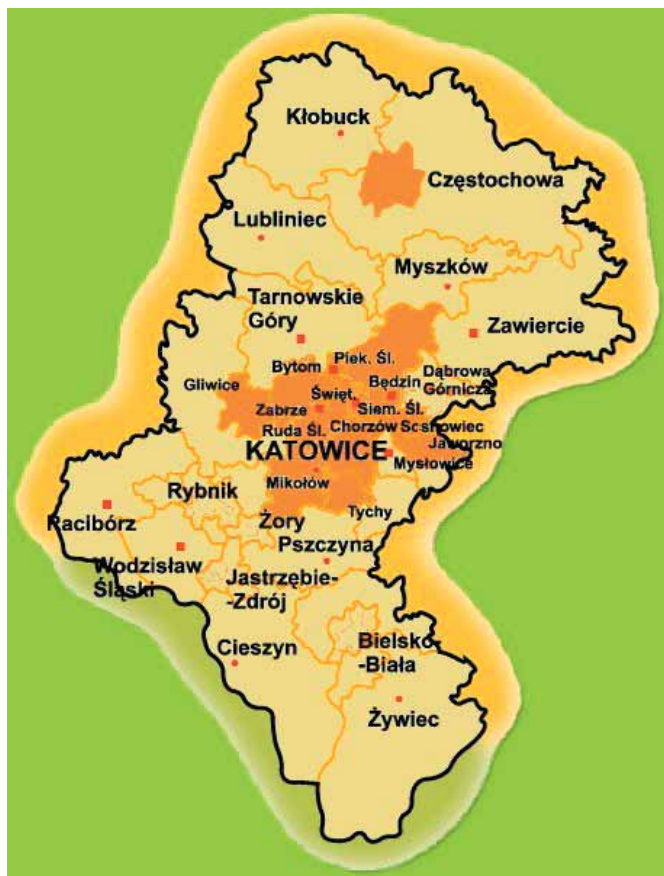 Kłobuck
Częstochowa
Lubliniec
Myszków
Tarnowskie
Góry
Zawiercie
Piek. Śl.
Bytom
Dąbrowa
Górnicza
Gliwice
Będzin
Święt.
Zabrze
Siem. Śl.
Ruda Śl.
Chorzów
Sosnowiec
Jaworzno
KATOWICE
Mysłowice
Mikołów
Rybnik
Racibórz
Żory
Tychy
Pszczyna
Wodzisław
Śląski
Jastrzębie-
-Zdrój
Cieszyn
Bielsko-
-Biała
Żywiec